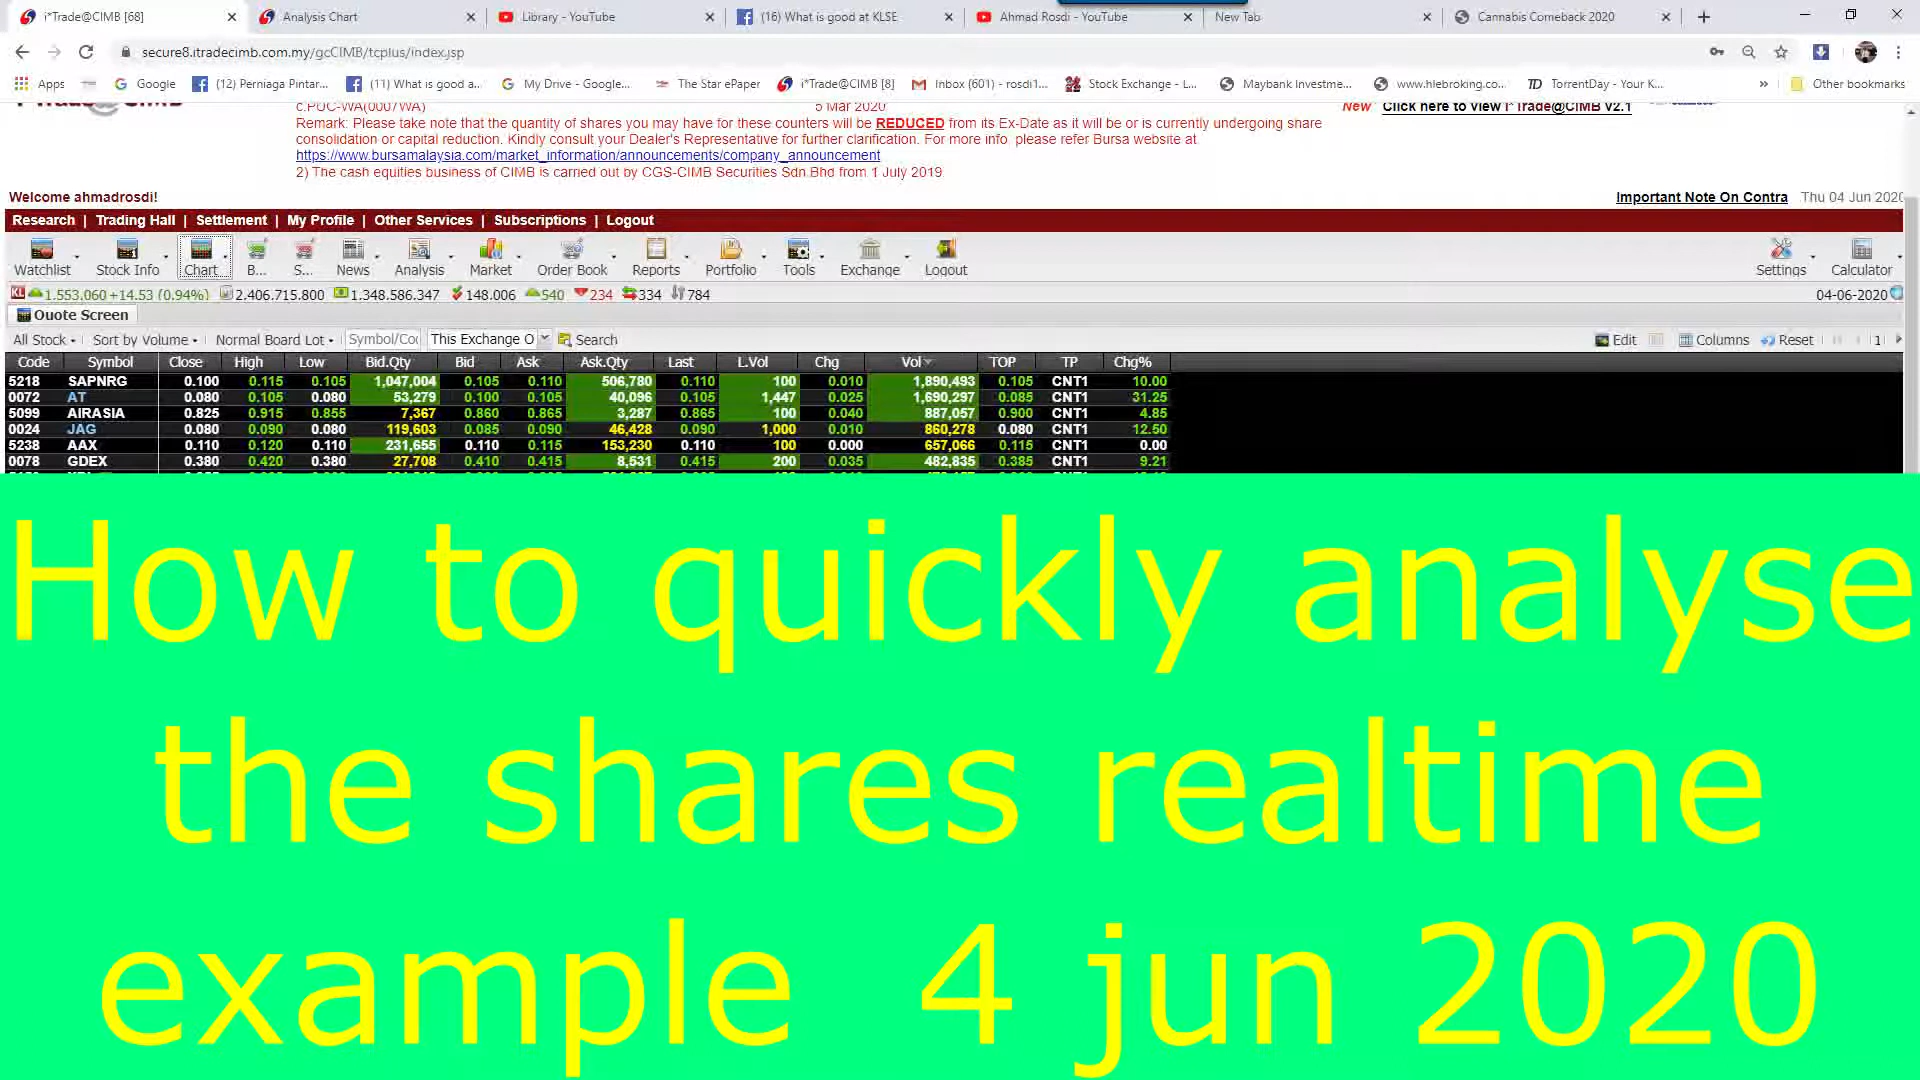 i*Trade@CIMB [68]
Analysis Chart
Library - YouTube
(16) What is good at KLSE
Ahmad Rosdi - YouTube
New Tab
Cannabis Comeback 2020
secure8.itradecimb.com.my/gcCIMB/tcplus/index.jsp
Apps
Google
(12) Perniaga Pintar...
(11) What is good a...
My Drive - Google...
The Star ePaper
i*Trade@CIMB [8]
Inbox (601) - rosdi1...
Stock Exchange - L...
Maybank Investme...
www.hlebroking.co...
TorrentDay - Your K...
Other bookmarks
c.PUC-WA(0007WA) 5 Mar 2020
New Click here to view i*Trade@CIMB v2.1
Remark: Please take note that the quantity of shares you may have for these counters will be REDUCED from its Ex-Date as it will be or is currently undergoing share
consolidation or capital reduction. Kindly consult your Dealer's Representative for further clarification. For more info please refer Bursa website at
https://www.bursamalaysia.com/market_information/announcements/company_announcement
2) The cash equities business of CIMB is carried out by CGS-CIMB Securities Sdn.Bhd from 1 July 2019.
Welcome ahmadrosdi!
Important Note On Contra Thu 04 Jun 2020
Research | Trading Hall | Settlement | My Profile | Other Services | Subscriptions | Logout
Watchlist Stock Info Chart B... S... News Analysis Market Order Book Reports Portfolio Tools Exchange Logout Settings Calculator
KL 1,553.060 +14.53 (0.94%) 2,406,715,800 1,348,586,347 148,006 540 234 334 784 04-06-2020
Quote Screen
All Stock Sort by Volume Normal Board Lot Symbol/Co This Exchange O Search Edit Columns Reset 1
Code Symbol Close High Low Bid.Qty Bid Ask Ask.Qty Last L.Vol Chg Vol TOP TP Chg%
5218 SAPNRG 0.100 0.115 0.105 1,047,004 0.105 0.110 506,780 0.110 100 0.010 1,890,493 0.105 CNT1 10.00
0072 AT 0.080 0.105 0.080 53,279 0.100 0.105 40,096 0.105 1,447 0.025 1,690,297 0.085 CNT1 31.25
5099 AIRASIA 0.825 0.915 0.855 7,367 0.860 0.865 3,287 0.865 100 0.040 887,057 0.900 CNT1 4.85
0024 JAG 0.080 0.090 0.080 119,603 0.085 0.090 46,428 0.090 1,000 0.010 860,278 0.080 CNT1 12.50
5238 AAX 0.110 0.120 0.110 231,655 0.110 0.115 153,230 0.110 100 0.000 657,066 0.115 CNT1 0.00
0078 GDEX 0.380 0.420 0.380 27,708 0.410 0.415 8,531 0.415 200 0.035 482,835 0.385 CNT1 9.21
How to quickly analyse
the shares realtime
example 4 jun 2020